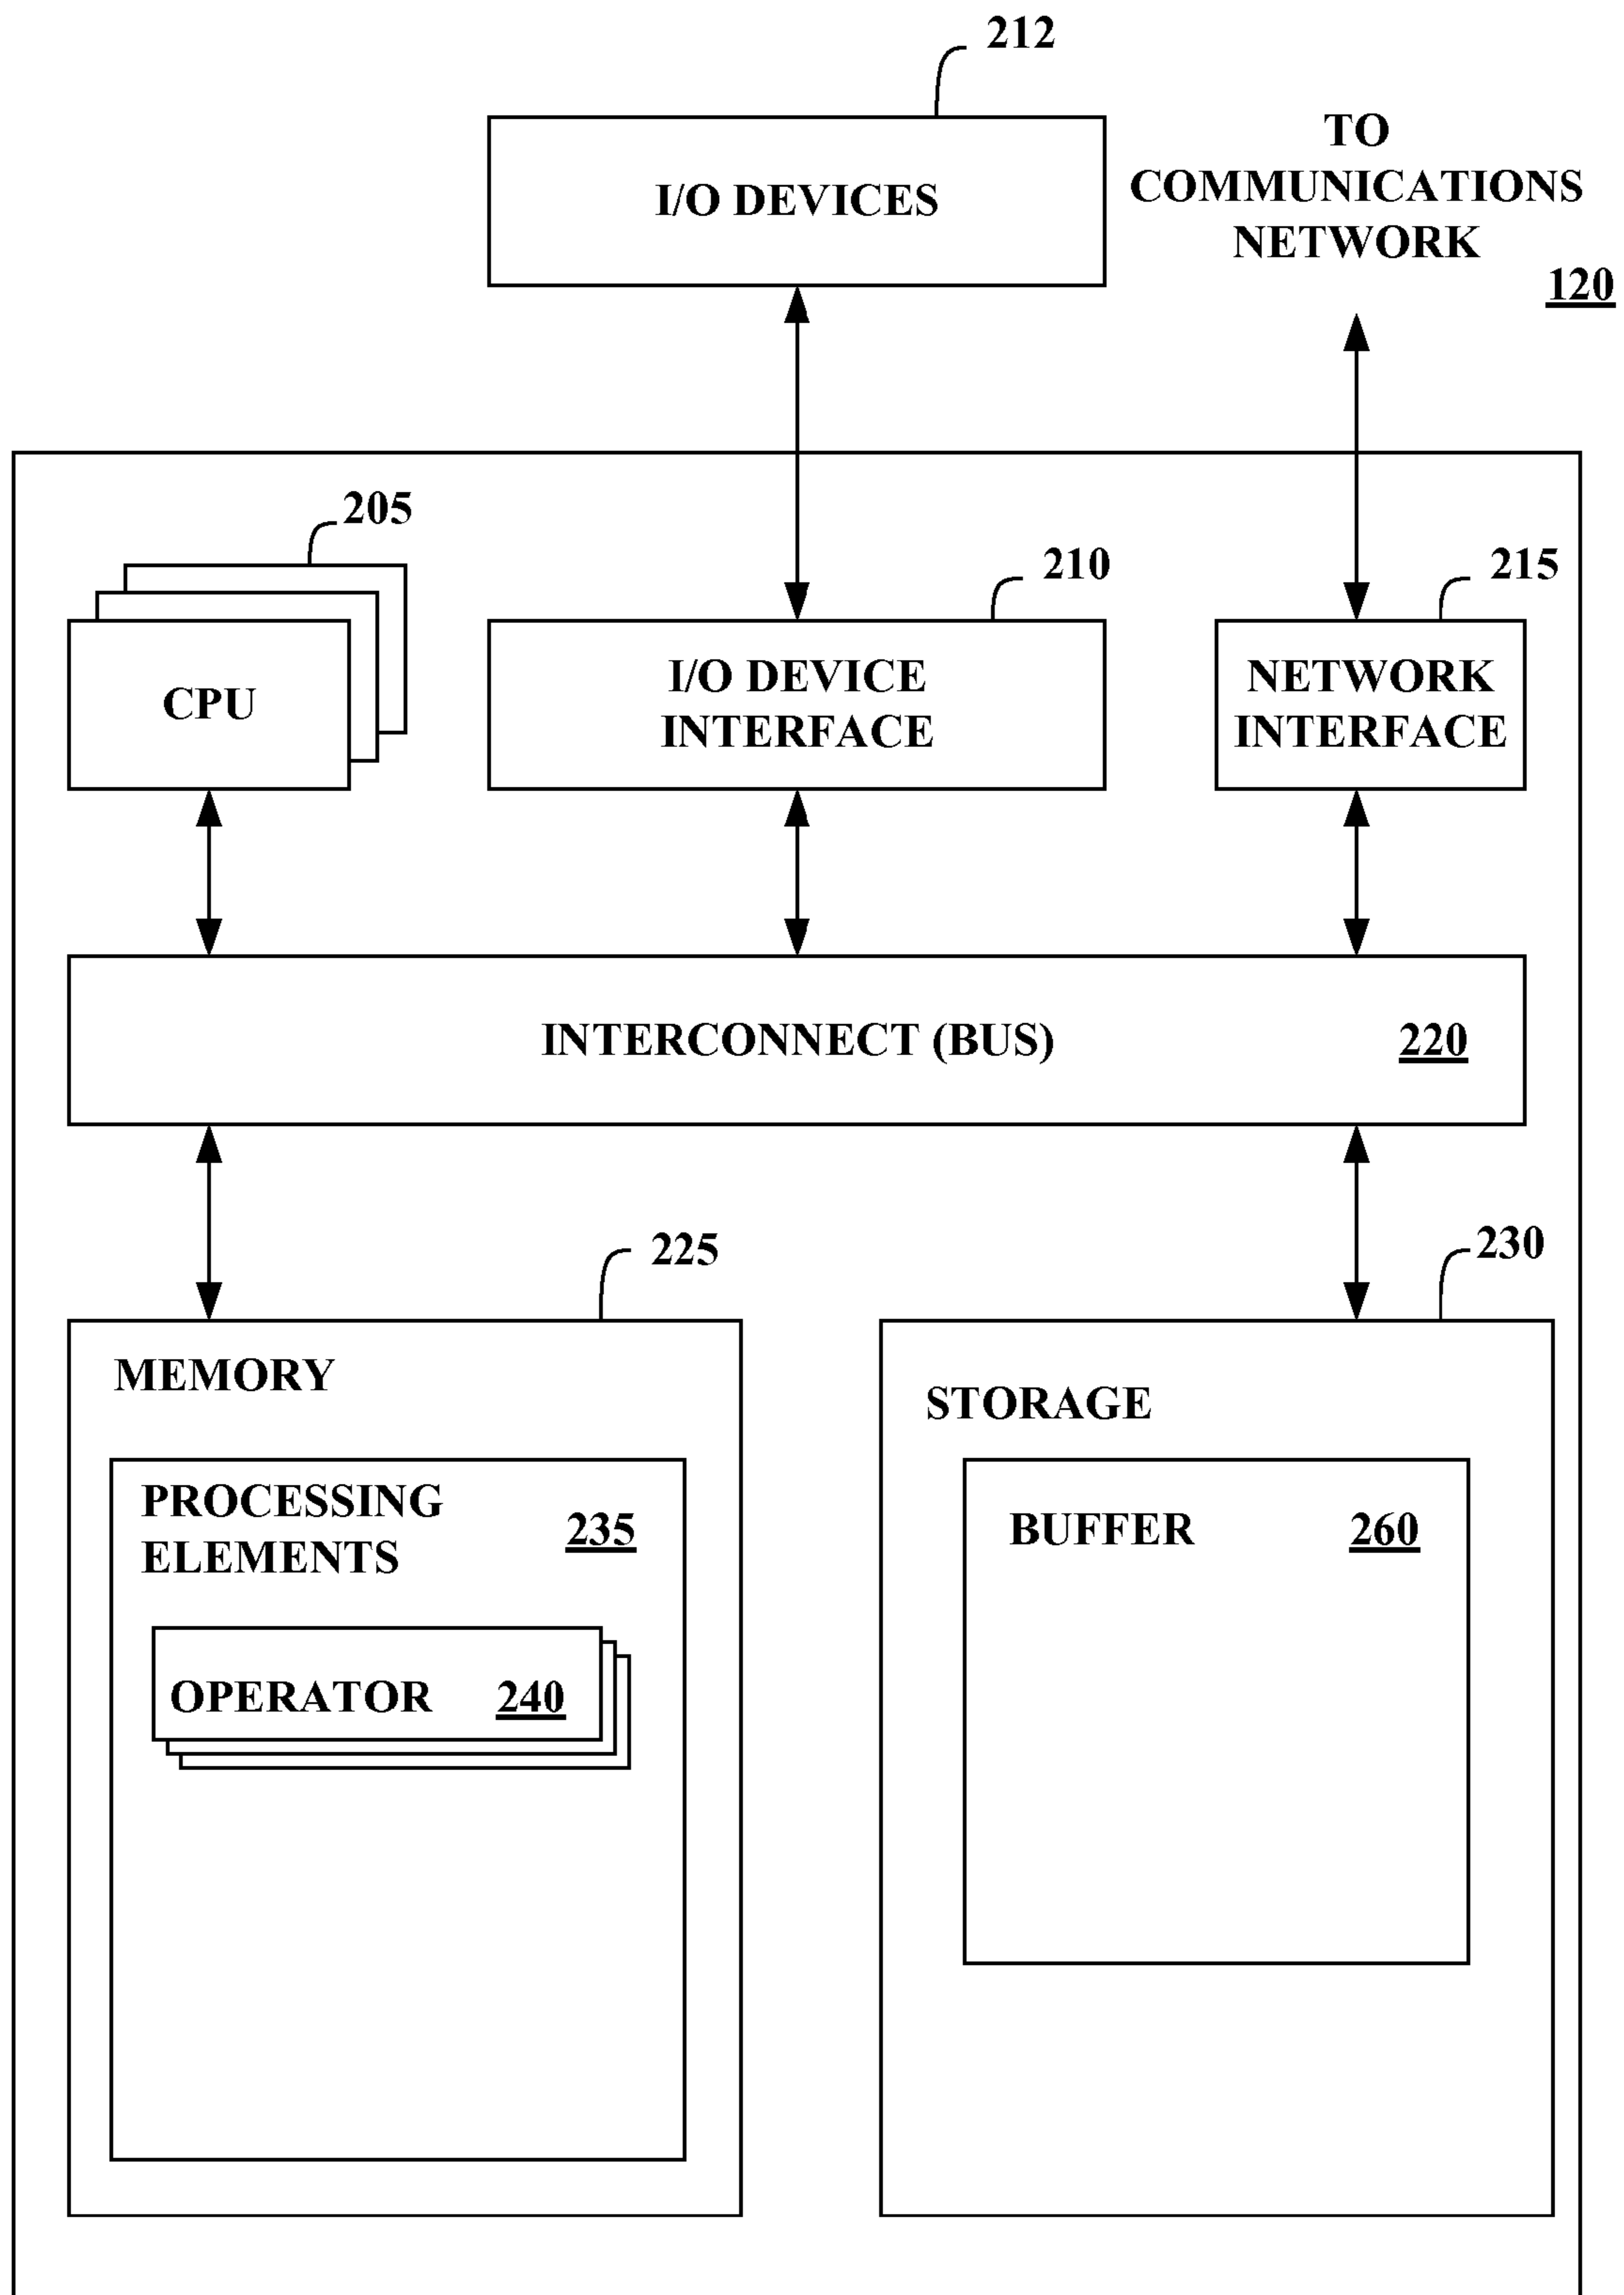 212
I/O DEVICES
TO
COMMUNICATIONS
NETWORK
120
205
210
215
CPU
I/O DEVICE
INTERFACE
NETWORK
INTERFACE
INTERCONNECT (BUS)
220
225
230
MEMORY
STORAGE
PROCESSING
ELEMENTS
235
BUFFER
260
OPERATOR
240